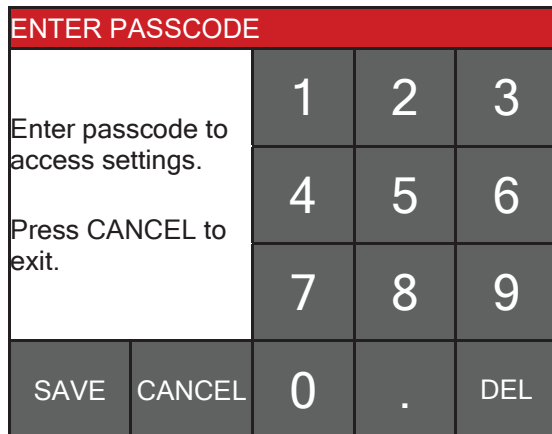 ENTER PASSCODE
Enter passcode to
access settings.
Press CANCEL to
exit.
1 2 3
4 5 6
7 8 9
SAVE CANCEL 0 . DEL